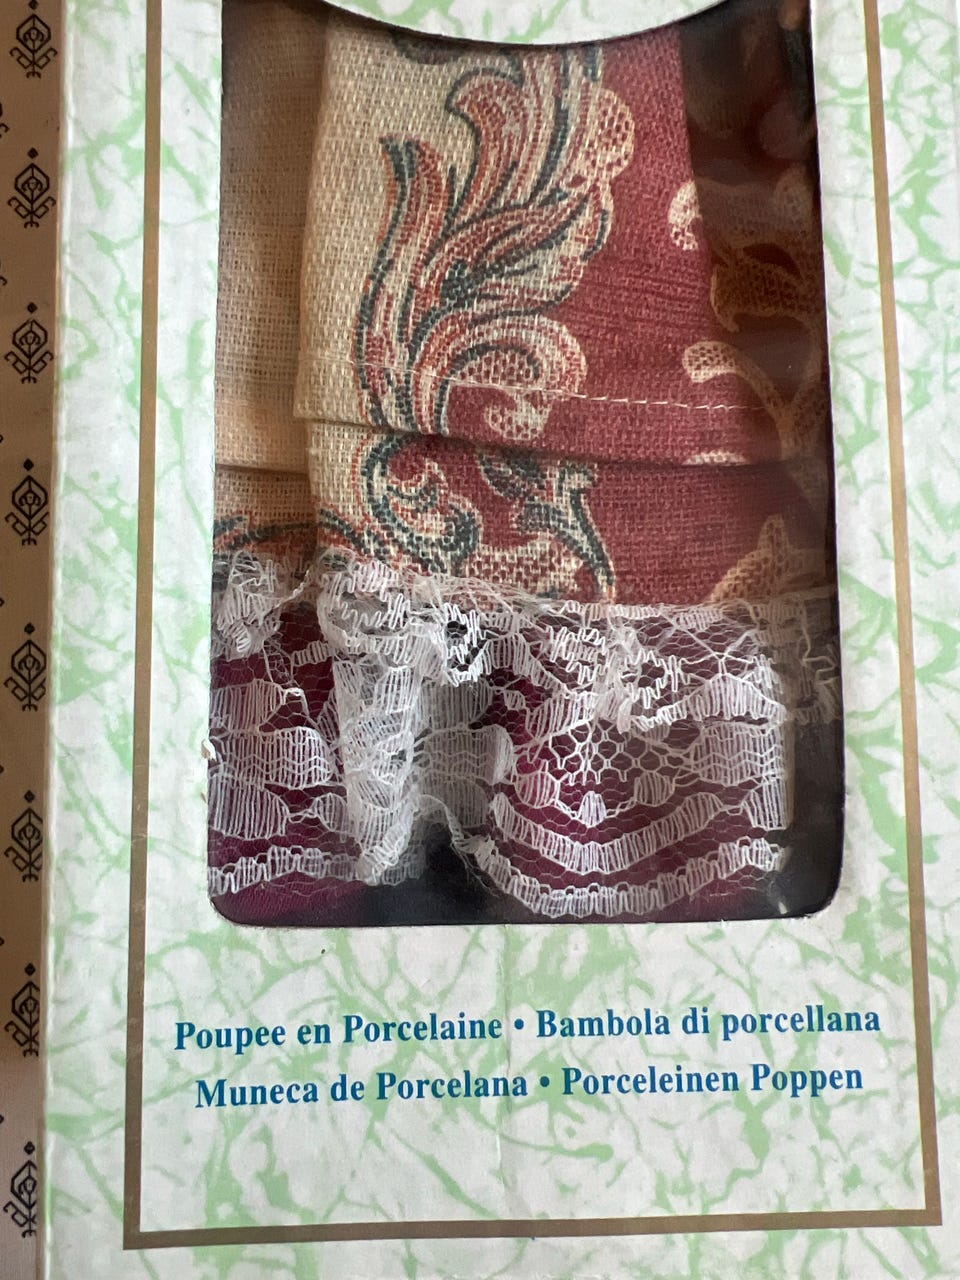 Poupee en Porcelaine • Bambola di porcellana
Muneca de Porcelana • Porceleinen Poppen